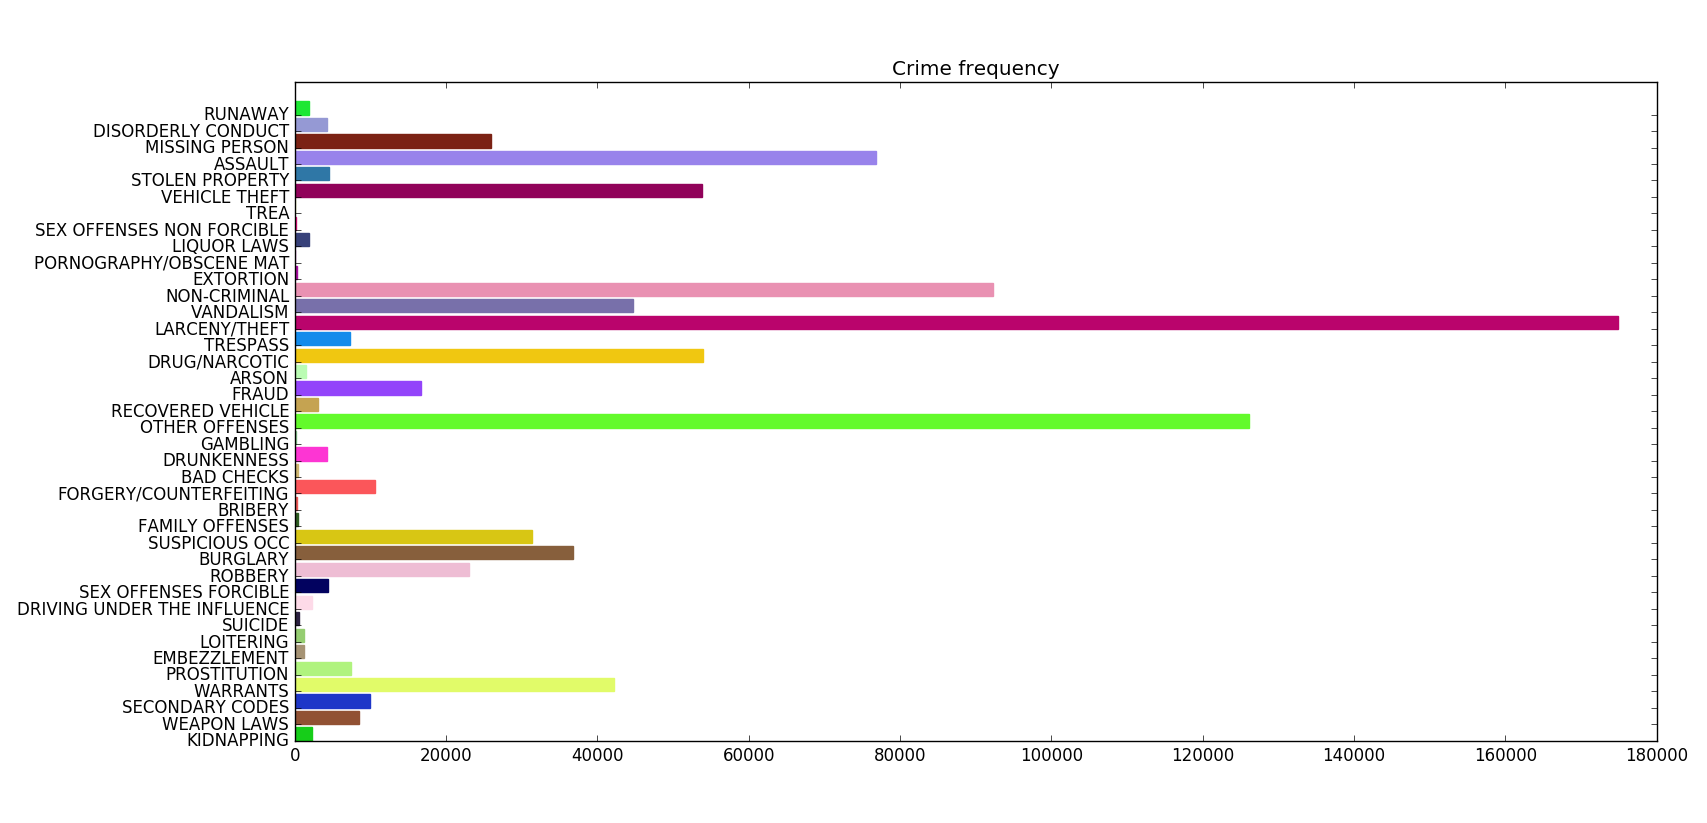 Crime frequency
RUNAWAY
DISORDERLY CONDUCT
MISSING PERSON
ASSAULT
STOLEN PROPERTY
VEHICLE THEFT
TREA
SEX OFFENSES NON FORCIBLE
LIQUOR LAWS
PORNOGRAPHY/OBSCENE MAT
EXTORTION
NON-CRIMINAL
VANDALISM
LARCENY/THEFT
TRESPASS
DRUG/NARCOTIC
ARSON
FRAUD
RECOVERED VEHICLE
OTHER OFFENSES
GAMBLING
DRUNKENNESS
BAD CHECKS
FORGERY/COUNTERFEITING
BRIBERY
FAMILY OFFENSES
SUSPICIOUS OCC
BURGLARY
ROBBERY
SEX OFFENSES FORCIBLE
DRIVING UNDER THE INFLUENCE
SUICIDE
LOITERING
EMBEZZLEMENT
PROSTITUTION
WARRANTS
SECONDARY CODES
WEAPON LAWS
KIDNAPPING
0 20000 40000 60000 80000 100000 120000 140000 160000 180000